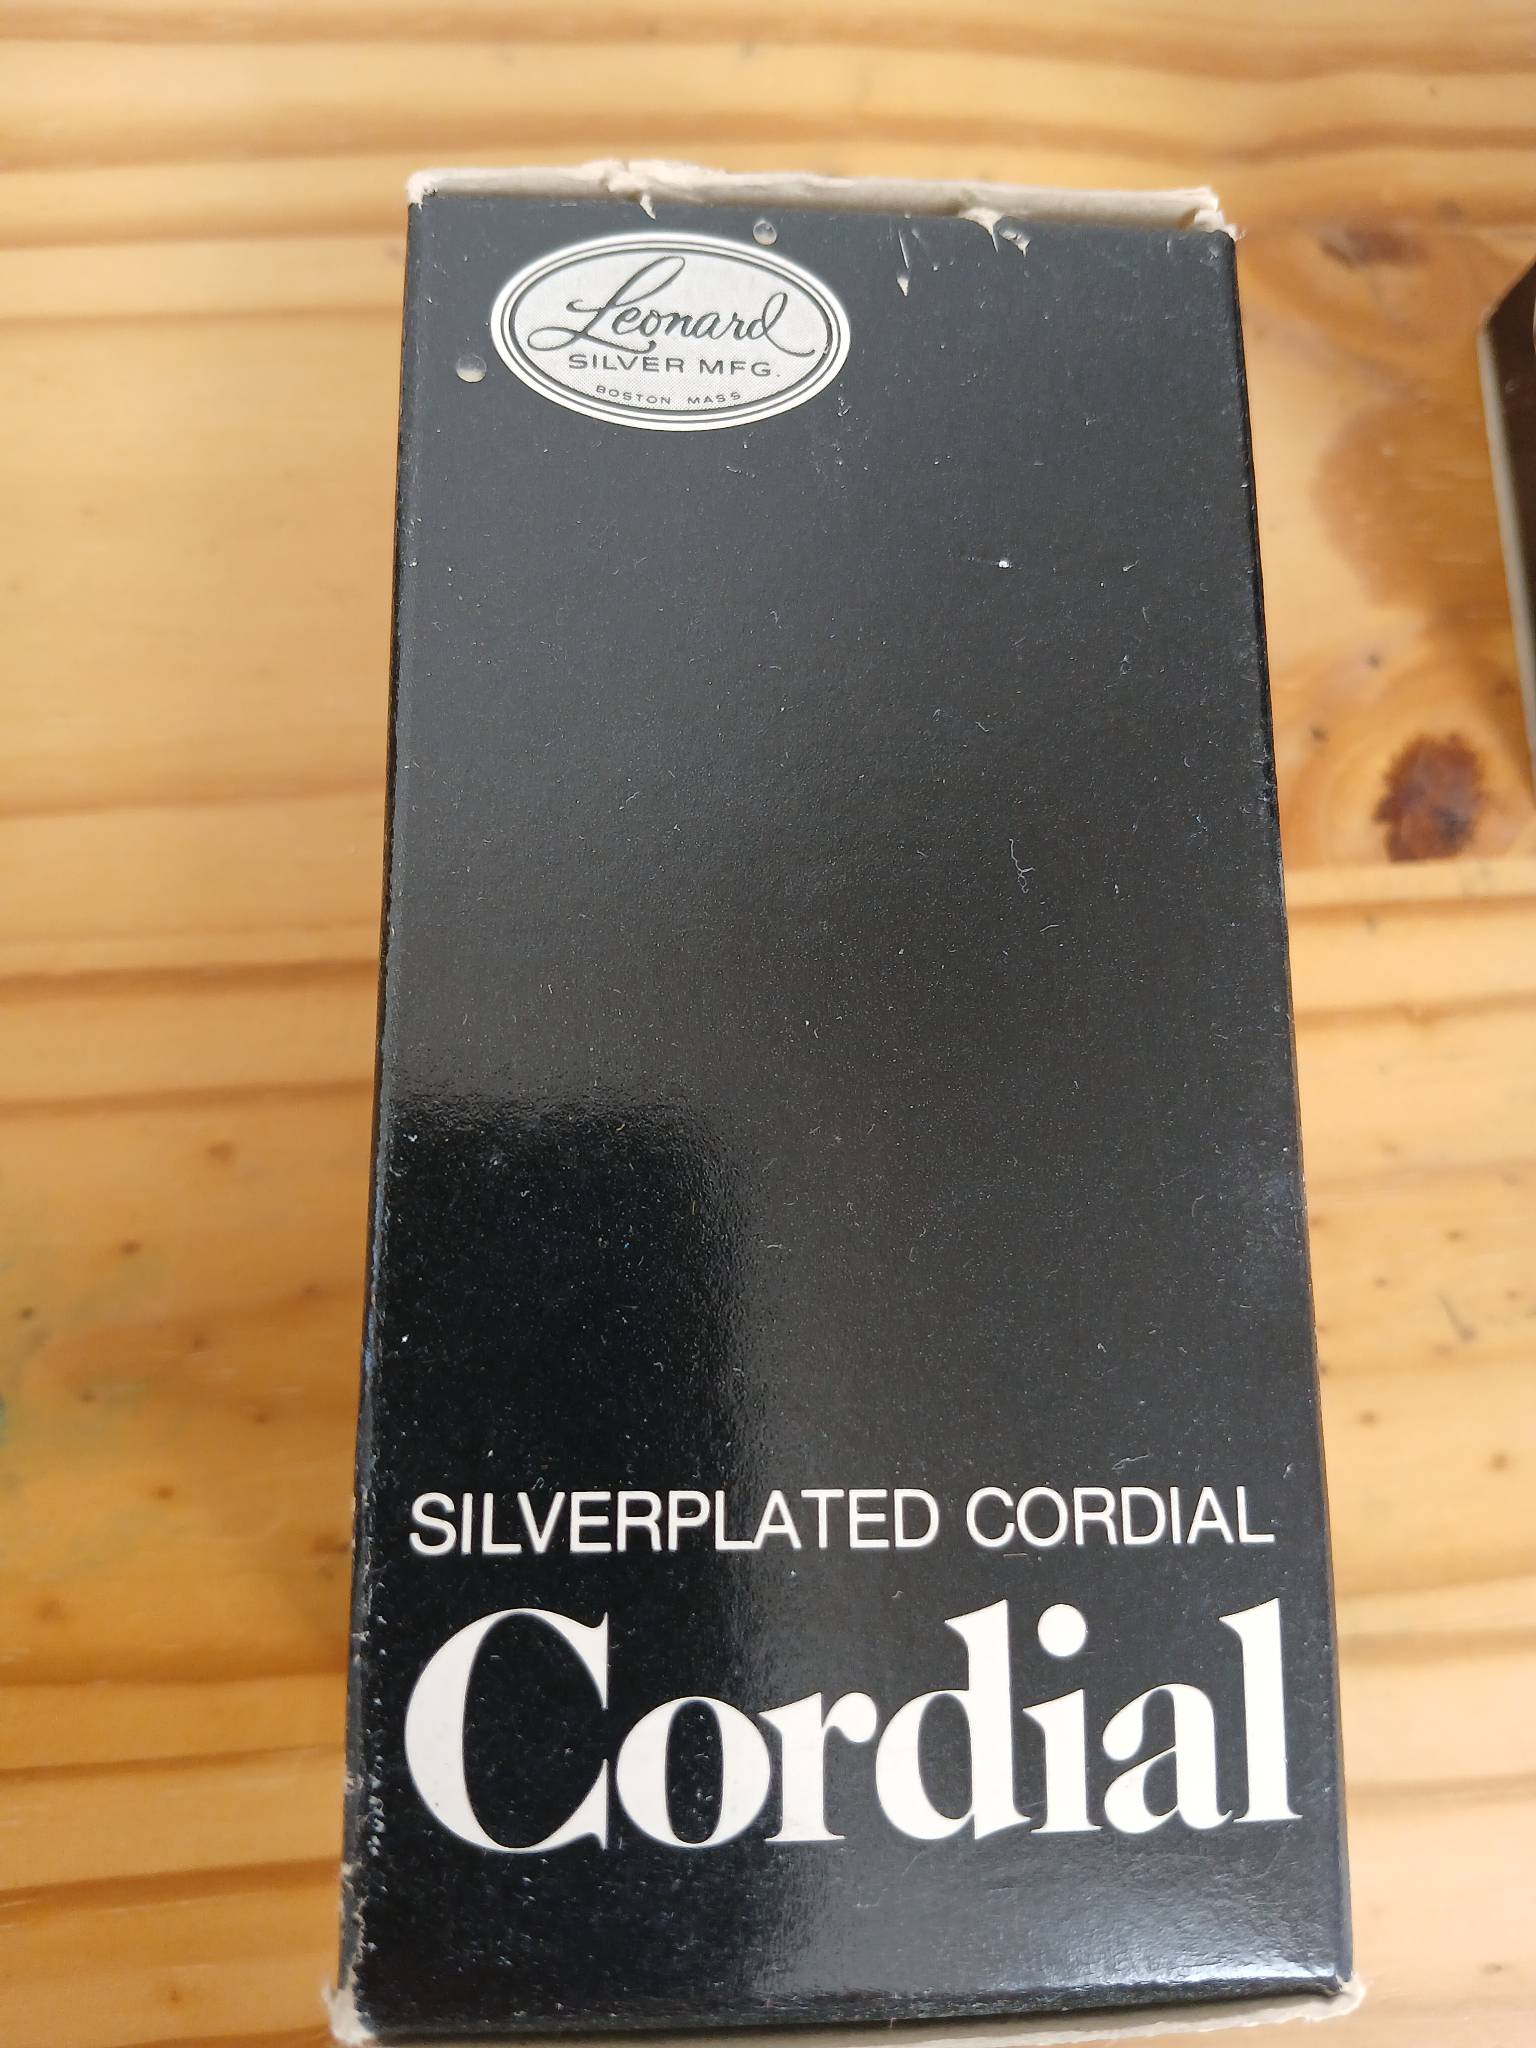 Leonard
SILVER MFG.
BOSTON MASS
SILVERPLATED CORDIAL
Cordial